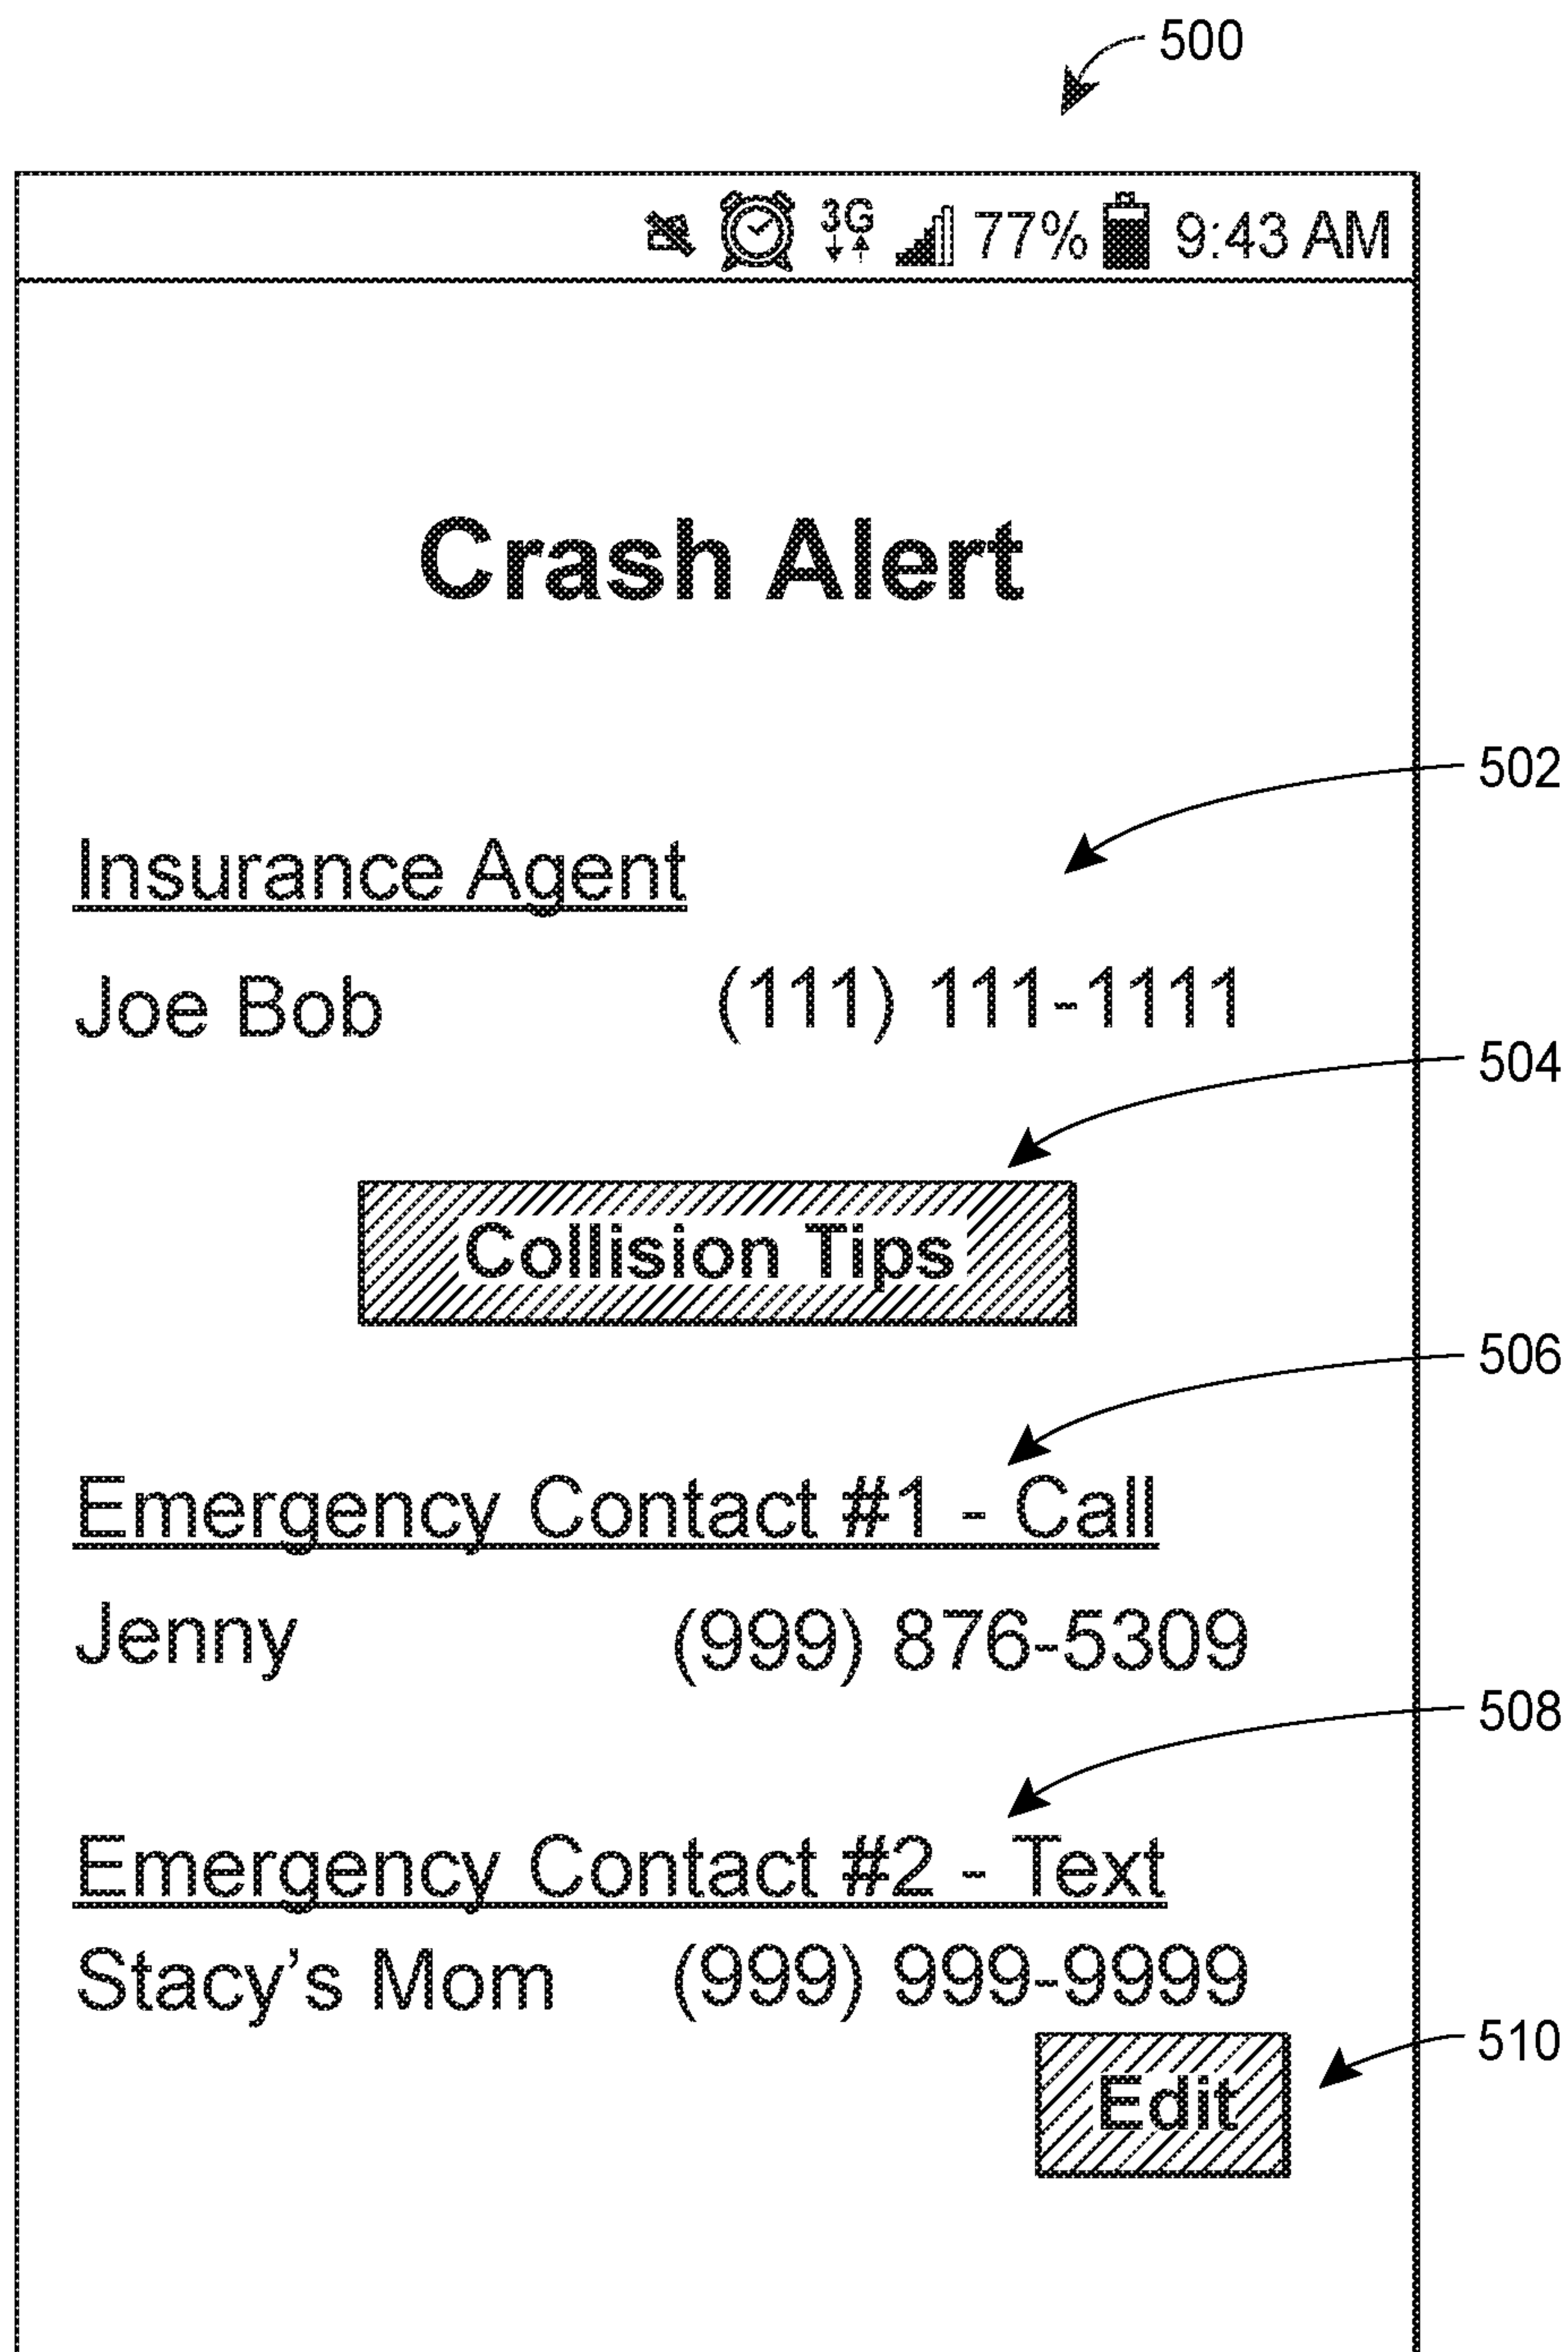 500
3G 77% 9:43 AM
Crash Alert
502
Insurance Agent
Joe Bob (111) 111-1111
504
Collision Tips
506
Emergency Contact #1 - Call
Jenny (999) 876-5309
508
Emergency Contact #2 - Text
Stacy’s Mom (999) 999-9999
510
Edit